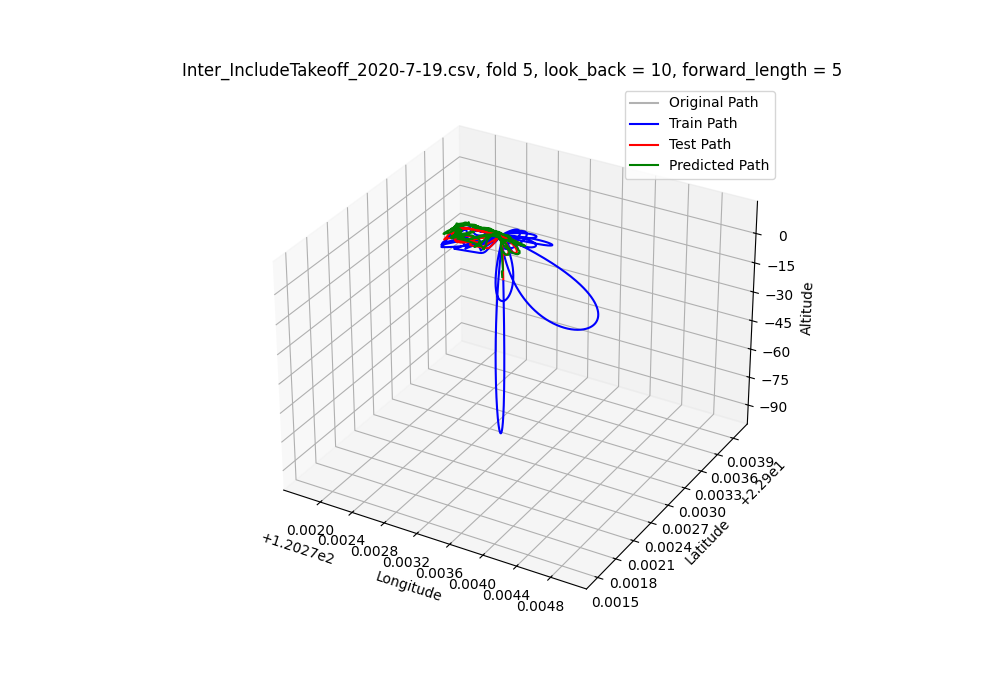 Inter_IncludeTakeoff_2020-7-19.csv, fold 5, look_back = 10, forward_length = 5
Original Path
Train Path
Test Path
Predicted Path
0
−15
−30
−45
−60
−75
−90
Altitude
0.0039
0.0036
0.0033
0.0030
0.0027
0.0024
0.0021
0.0018
0.0015
+2.29e1
Latitude
0.0020
0.0024
0.0028
0.0032
0.0036
0.0040
0.0044
0.0048
+1.2027e2
Longitude